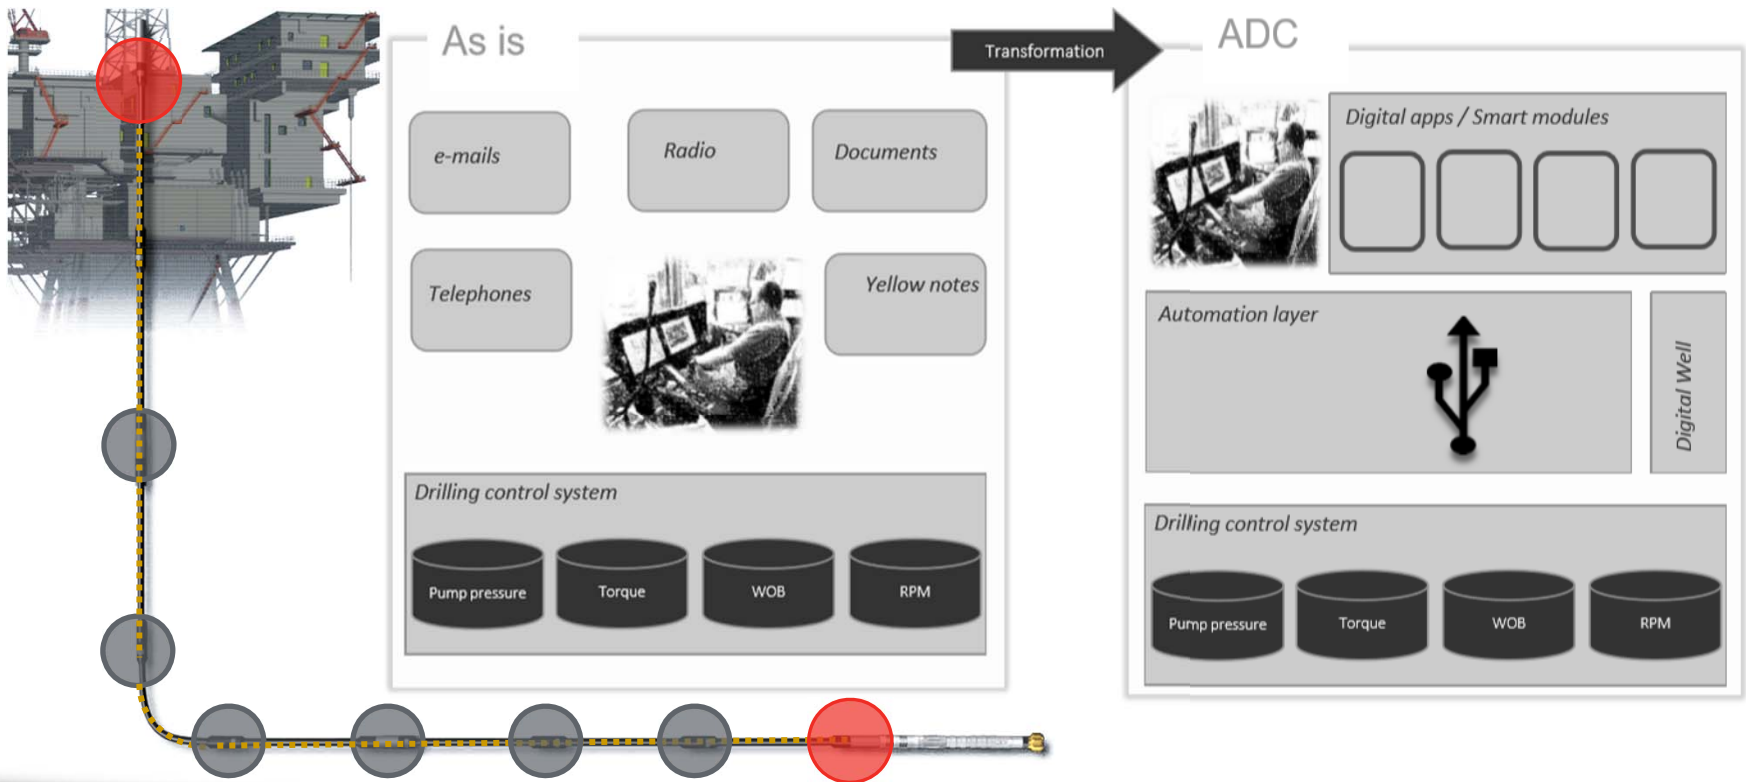 As is
Transformation
ADC
e-mails
Radio
Documents
Telephones
Yellow notes
Drilling control system
Pump pressure
Torque
WOB
RPM
Digital apps / Smart modules
Automation layer
Digital Well
Drilling control system
Pump pressure
Torque
WOB
RPM